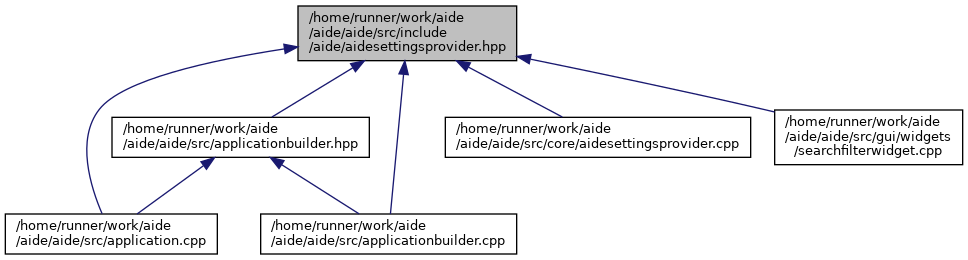 /home/runner/work/aide
/aide/aide/src/include
/aide/aidesettingsprovider.hpp
/home/runner/work/aide
/aide/aide/src/applicationbuilder.hpp
/home/runner/work/aide
/aide/aide/src/core/aidesettingsprovider.cpp
/home/runner/work/aide
/aide/aide/src/gui/widgets
/searchfilterwidget.cpp
/home/runner/work/aide
/aide/aide/src/application.cpp
/home/runner/work/aide
/aide/aide/src/applicationbuilder.cpp